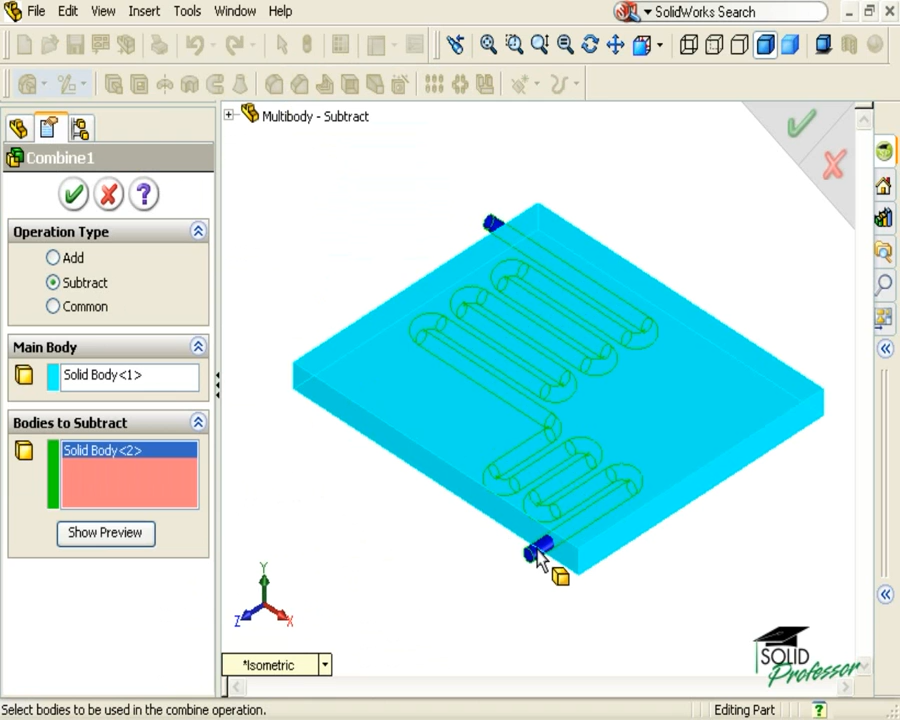 File Edit View Insert Tools Window Help
SolidWorks Search
Multibody - Subtract
Combine1
Operation Type
Add
Subtract
Common
Main Body
Solid Body<1>
Bodies to Subtract
Solid Body<2>
Show Preview
Y
Z
X
*Isometric
SOLID
Professor
Select bodies to be used in the combine operation.
Editing Part